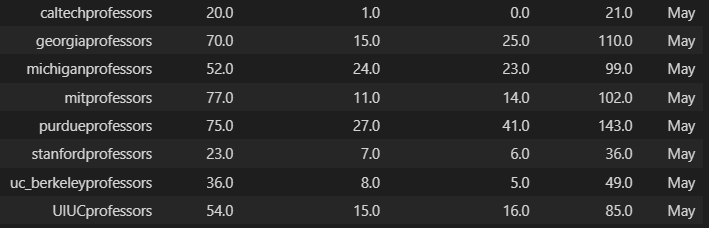 caltechprofessors 20.0 1.0 0.0 21.0 May
georgiaprofessors 70.0 15.0 25.0 110.0 May
michiganprofessors 52.0 24.0 23.0 99.0 May
mitprofessors 77.0 11.0 14.0 102.0 May
purdueprofessors 75.0 27.0 41.0 143.0 May
stanfordprofessors 23.0 7.0 6.0 36.0 May
uc_berkeleyprofessors 36.0 8.0 5.0 49.0 May
UIUCprofessors 54.0 15.0 16.0 85.0 May